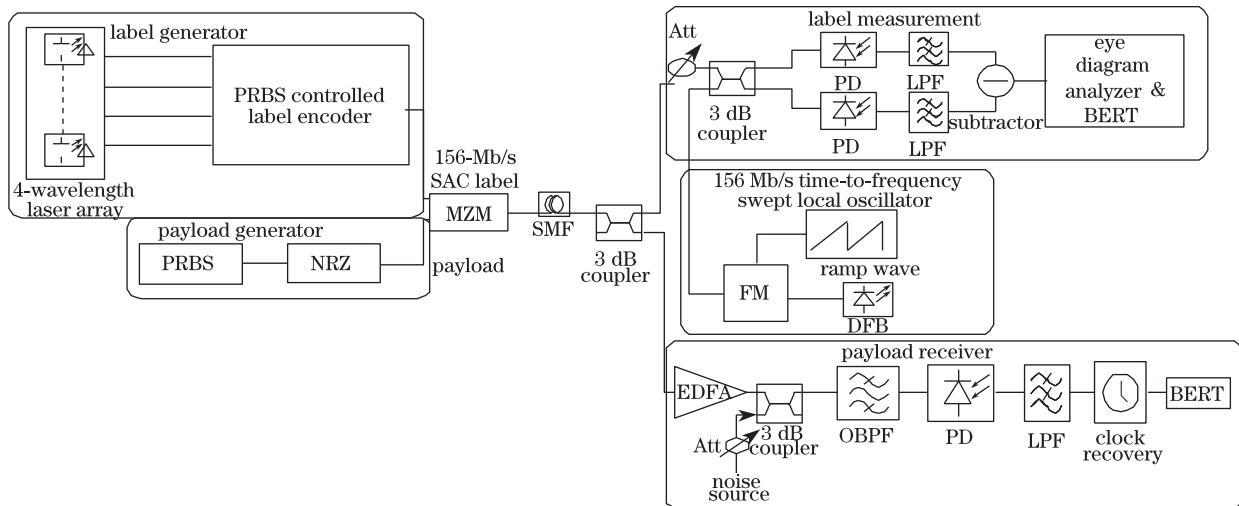 label generator
PRBS controlled
label encoder
4-wavelength
laser array
payload generator
PRBS
NRZ
payload
156-Mb/s
SAC label
MZM
SMF
3 dB
coupler
label measurement
Att
3 dB
coupler
PD
LPF
PD
LPF
subtractor
eye
diagram
analyzer &
BERT
156 Mb/s time-to-frequency
swept local oscillator
ramp wave
FM
DFB
payload receiver
EDFA
Att
noise
source
3 dB
coupler
OBPF
PD
LPF
clock
recovery
BERT